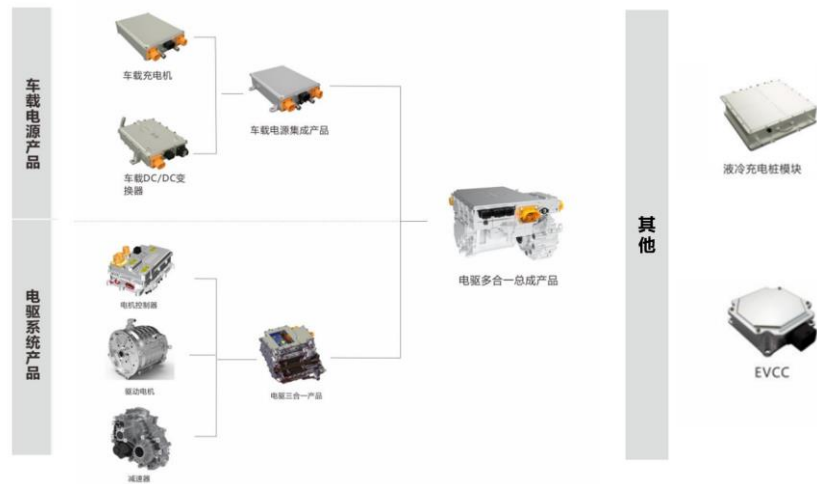 车载电源产品
车载充电机
车载电源集成产品
车载DC/DC变
换器
电驱系统产品
电机控制器
驱动电机
电驱三合一产品
减速器
电驱多合一总成产品
其他
液冷充电桩模块
EVCC